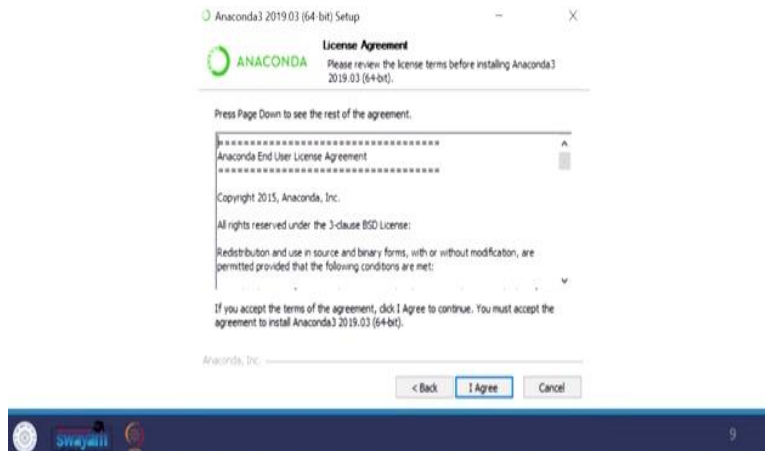 Anaconda3 2019.03 (64-bit) Setup
ANACONDA
License Agreement
Please review the license terms before installing Anaconda3
2019.03 (64-bit).
Press Page Down to see the rest of the agreement.
====================================
Anaconda End User License Agreement
====================================
Copyright 2015, Anaconda, Inc.
All rights reserved under the 3-clause BSD License:
Redistribution and use in source and binary forms, with or without modification, are
permitted provided that the following conditions are met:
If you accept the terms of the agreement, click I Agree to continue. You must accept the
agreement to install Anaconda3 2019.03 (64-bit).
Anaconda, Inc.
< Back
I Agree
Cancel
swayam
9